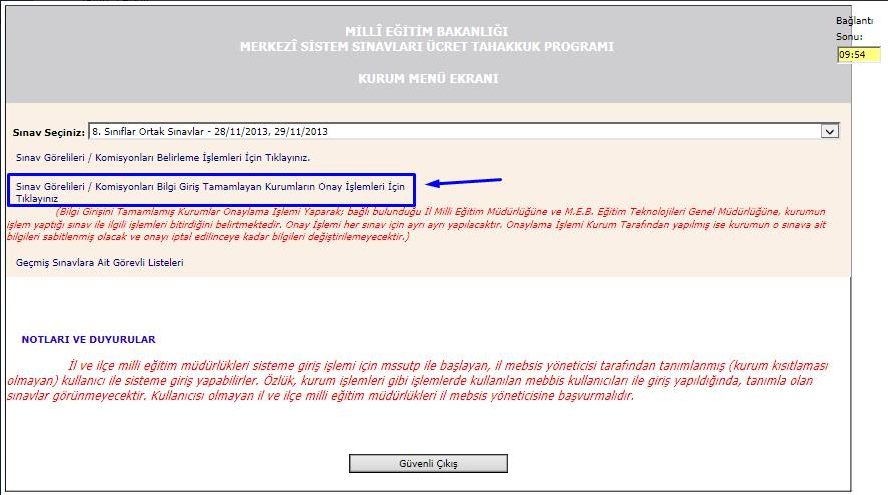 MİLLÎ EĞİTİM BAKANLIĞI
MERKEZÎ SİSTEM SINAVLARI ÜCRET TAHAKKUK PROGRAMI
KURUM MENÜ EKRANI
Bağlantı
Sonu:
09:54
Sınav Seçiniz: 8. Sınıflar Ortak Sınavlar - 28/11/2013, 29/11/2013
Sınav Görelileri / Komisyonları Belirleme İşlemleri İçin Tıklayınız.
Sınav Görelileri / Komisyonları Bilgi Giriş Tamamlayan Kurumların Onay İşlemleri İçin
Tıklayınız
(Bilgi Girişini Tamamlamış Kurumlar Onaylama İşlemi Yaparak; bağlı bulunduğu İl Milli Eğitim Müdürlüğüne ve M.E.B. Eğitim Teknolojileri Genel Müdürlüğüne, kurumun
işlem yaptığı sınav ile ilgili işlemleri bitirdiğini belirtmektedir. Onay İşlemi her sınav için ayrı ayrı yapılacaktır. Onaylama İşlemi Kurum Tarafından yapılmış ise kurumun o sınava ait
bilgileri sabitlenmiş olacak ve onayı iptal edilinceye kadar bilgileri değiştirilemeyecektir.)
Geçmiş Sınavlara Ait Görevli Listeleri
NOTLARI VE DUYURULAR
İl ve ilçe milli eğitim müdürlükleri sisteme giriş işlemi için mssutp ile başlayan, il mebsis yöneticisi tarafından tanımlanmış (kurum kısıtlaması
olmayan) kullanıcı ile sisteme giriş yapabilirler. Özlük, kurum işlemleri gibi işlemlerde kullanılan mebbis kullanıcıları ile giriş yapıldığında, tanımla olan
sınavlar görünmeyecektir. Kullanıcısı olmayan il ve ilçe milli eğitim müdürlükleri il mebsis yöneticisine başvurmalıdır.
Güvenli Çıkış